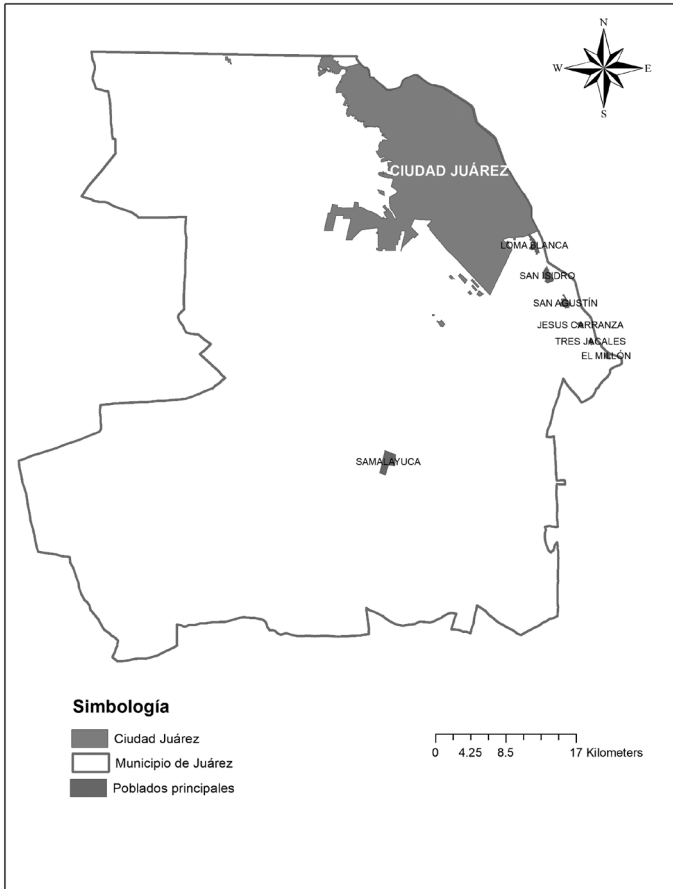 N
W E
S
CIUDAD JUÁREZ
LOMA BLANCA
SAN ISIDRO
SAN AGUSTÍN
JESUS CARRANZA
TRES JACALES
EL MILLÓN
SAMALAYUCA
Simbología
Ciudad Juárez
Municipio de Juárez
Poblados principales
0 4.25 8.5 17 Kilometers